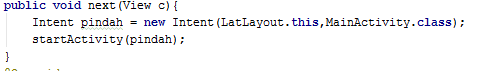 public void next(View c){
Intent pindah = new Intent(LatLayout.this,MainActivity.class);
startActivity(pindah);
}